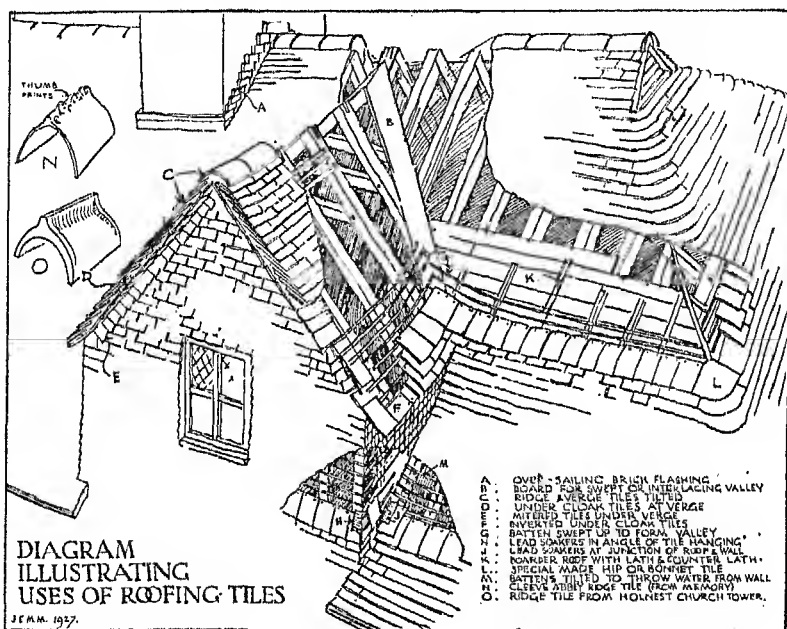 THUMB
PRINTS
N
O
A
B
C
D
E
F
K
L
M
H
DIAGRAM
ILLUSTRATING
USES OF ROOFING·TILES
J.E.M.M. 1927.
A. OVER-SAILING BRICK FLASHING
B. BOARD FOR SWEPT OR INTERLACING VALLEY
C. RIDGE & VERGE TILES TILTED
D. UNDER CLOAK TILES AT VERGE
E. MITERED TILES UNDER VERGE
F. INVERTED UNDER CLOAK TILES
G. BATTEN SWEPT UP TO FORM VALLEY
H. LEAD SOAKERS IN ANGLE OF TILE HANGING
J. LEAD SOAKERS AT JUNCTION OF ROOF & WALL
K. BOARDER ROOF WITH LATH & COUNTER LATH.
L. SPECIAL MADE HIP OR BONNET TILE
M. BATTENS TILTED TO THROW WATER FROM WALL
N. CLEEVE ABBEY RIDGE TILE (FROM MEMORY)
O. RIDGE TILE FROM HOLNEST CHURCH TOWER.